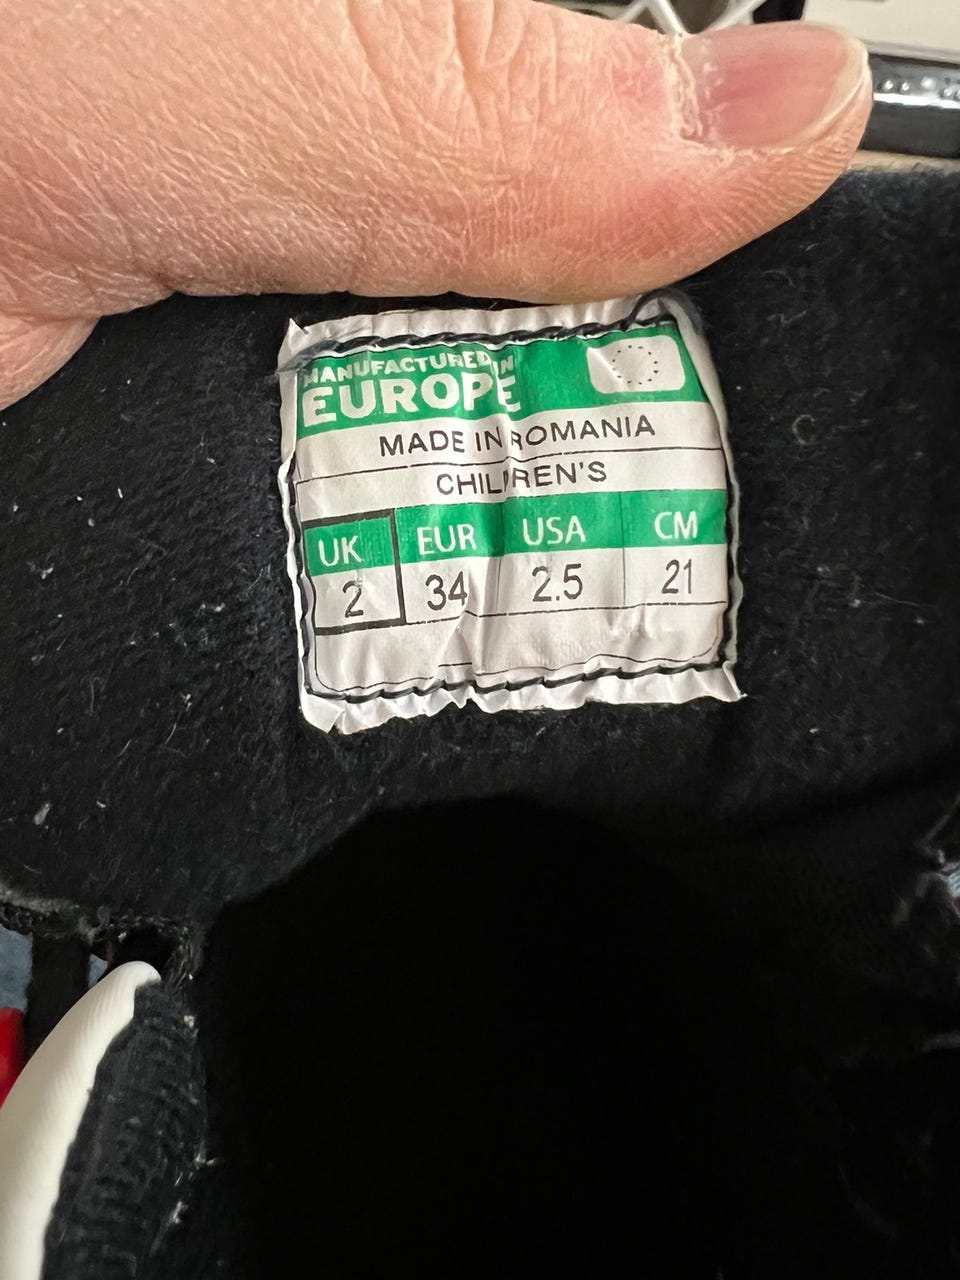 MANUFACTURED IN
EUROPE
MADE IN ROMANIA
CHILDREN'S
UK EUR USA CM
2 34 2.5 21